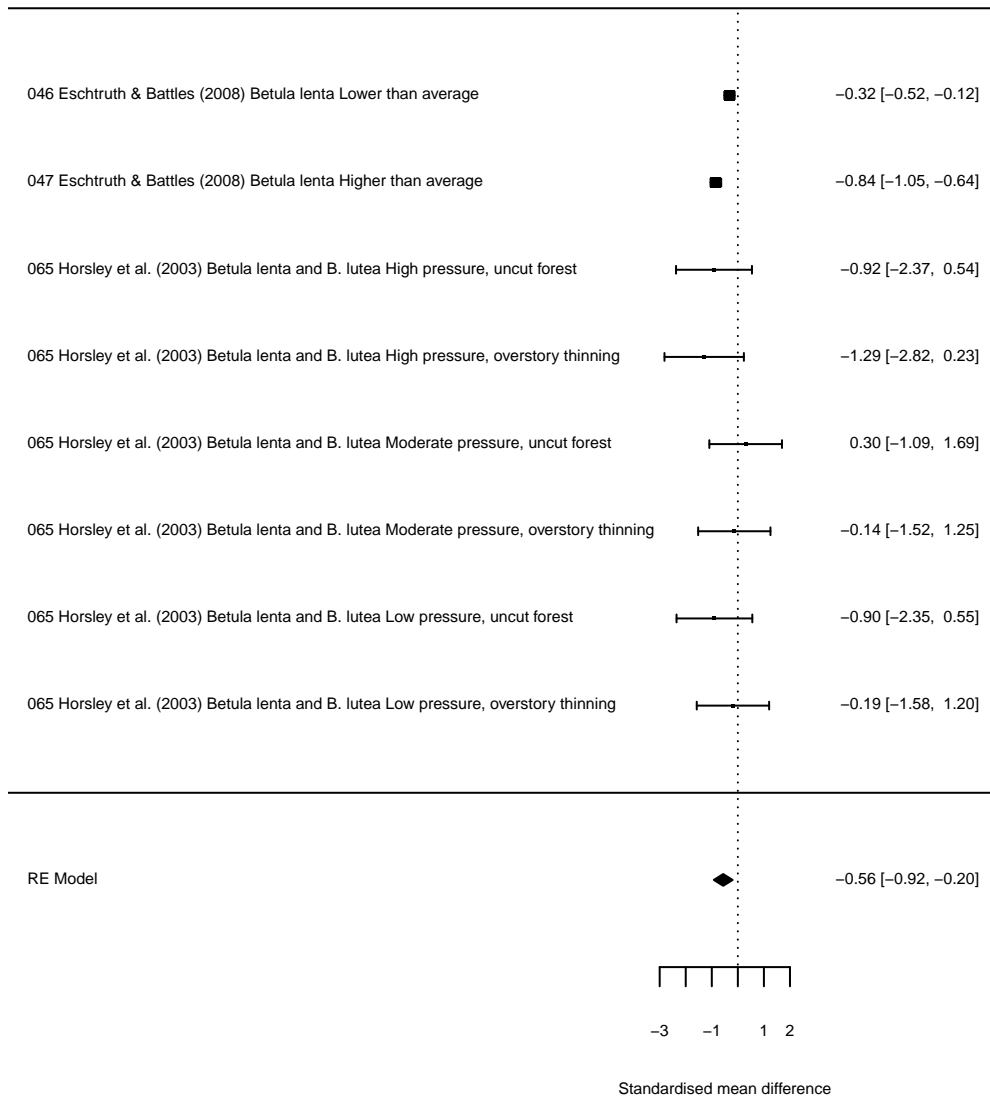 046 Eschtruth & Battles (2008) Betula lenta Lower than average −0.32 [−0.52, −0.12]
047 Eschtruth & Battles (2008) Betula lenta Higher than average −0.84 [−1.05, −0.64]
065 Horsley et al. (2003) Betula lenta and B. lutea High pressure, uncut forest −0.92 [−2.37, 0.54]
065 Horsley et al. (2003) Betula lenta and B. lutea High pressure, overstory thinning −1.29 [−2.82, 0.23]
065 Horsley et al. (2003) Betula lenta and B. lutea Moderate pressure, uncut forest 0.30 [−1.09, 1.69]
065 Horsley et al. (2003) Betula lenta and B. lutea Moderate pressure, overstory thinning −0.14 [−1.52, 1.25]
065 Horsley et al. (2003) Betula lenta and B. lutea Low pressure, uncut forest −0.90 [−2.35, 0.55]
065 Horsley et al. (2003) Betula lenta and B. lutea Low pressure, overstory thinning −0.19 [−1.58, 1.20]
RE Model −0.56 [−0.92, −0.20]
−3 −1 1 2
Standardised mean difference